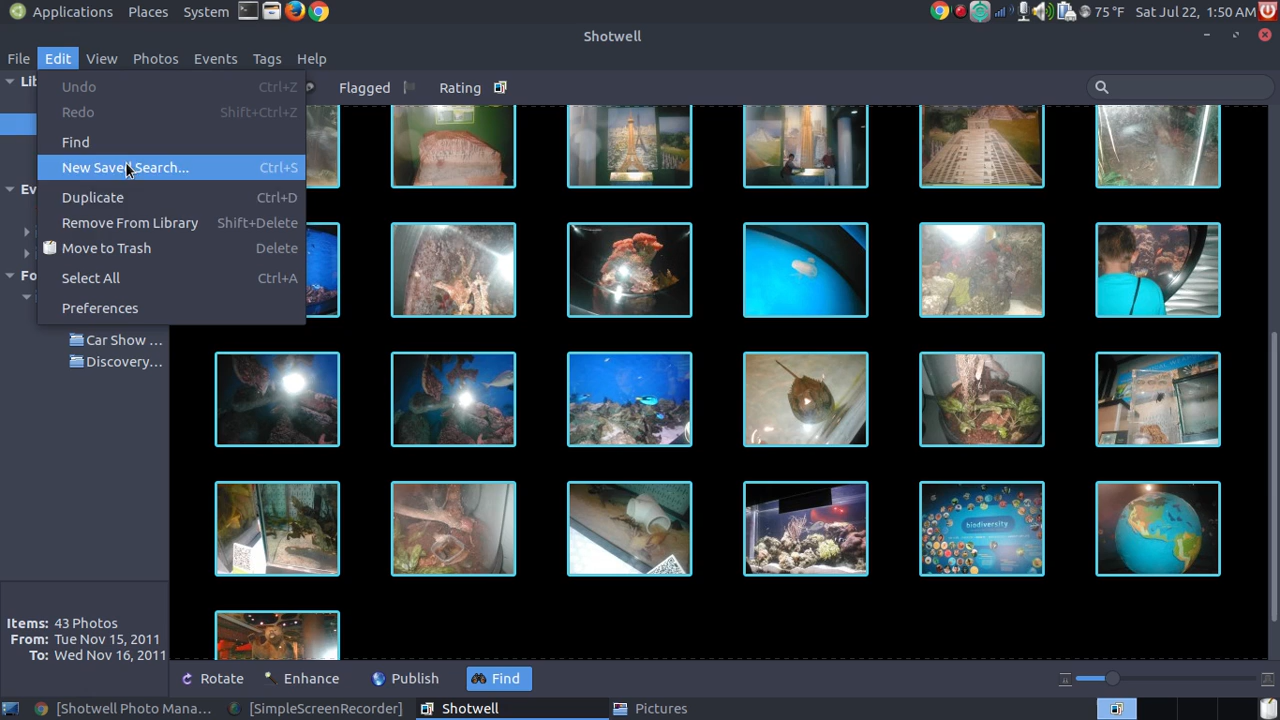 Applications Places System 75 °F Sat Jul 22, 1:50 AM
Shotwell
File Edit View Photos Events Tags Help
Flagged Rating
Lib
Undo Ctrl+Z
Redo Shift+Ctrl+Z
Find
New Saved Search... Ctrl+S
Duplicate Ctrl+D
Ev
Remove From Library Shift+Delete
Move to Trash Delete
Select All Ctrl+A
Fo
Preferences
Car Show ...
Discovery...
biodiversity
Items: 43 Photos
From: Tue Nov 15, 2011
To: Wed Nov 16, 2011
Rotate Enhance Publish Find
[Shotwell Photo Mana... [SimpleScreenRecorder] Shotwell Pictures